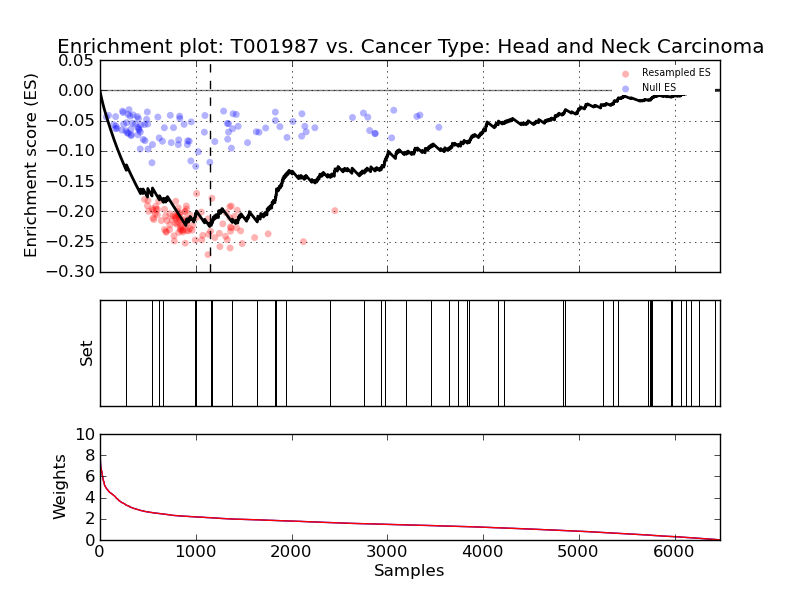 Enrichment plot: T001987 vs. Cancer Type: Head and Neck Carcinoma
Enrichment score (ES)
0.05
0.00
−0.05
−0.10
−0.15
−0.20
−0.25
−0.30
Resampled ES
Null ES
Set
Weights
10
8
6
4
2
0
0 1000 2000 3000 4000 5000 6000
Samples